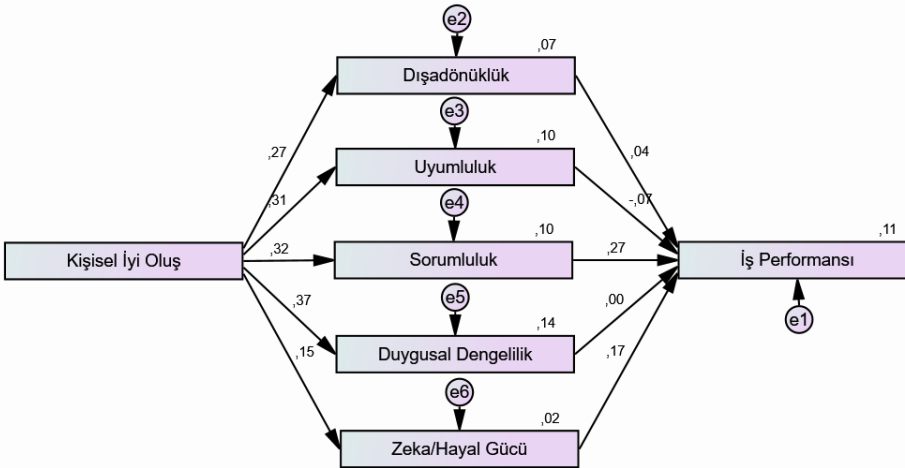 e2
,07
Dışadönüklük
e3
,27
,10
,04
Uyumluluk
,31
-,07
e4
,10
,11
Kişisel İyi Oluş
,32
Sorumluluk
,27
İş Performansı
e5
,37
,14
,00
e1
Duygusal Dengelilik
,15
,17
e6
,02
Zeka/Hayal Gücü